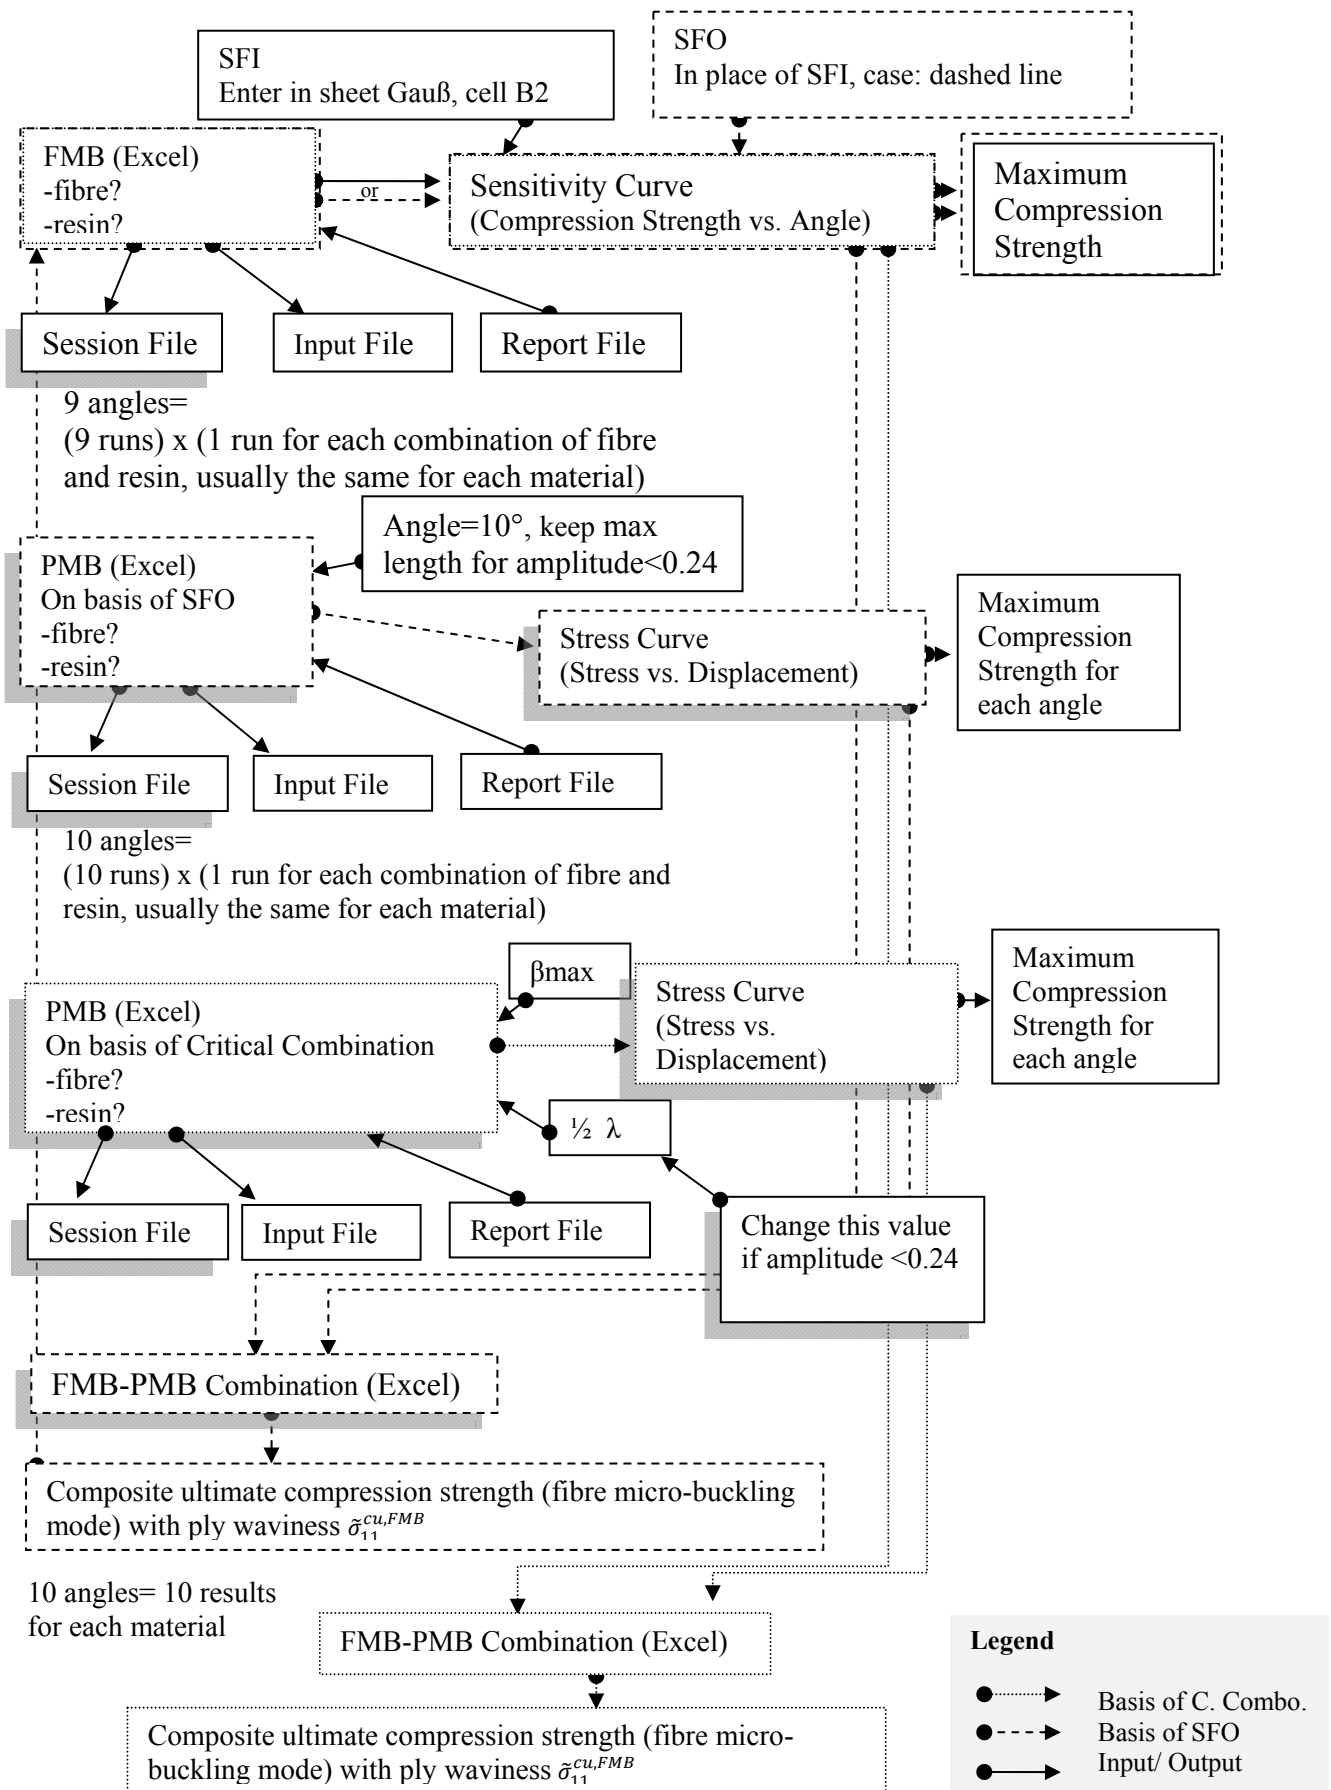 SFI
Enter in sheet Gauß, cell B2
SFO
In place of SFI, case: dashed line
FMB (Excel)
-fibre?
-resin?
or
Sensitivity Curve
(Compression Strength vs. Angle)
Maximum
Compression
Strength
Session File
Input File
Report File
9 angles=
(9 runs) x (1 run for each combination of fibre
and resin, usually the same for each material)
Angle=10°, keep max
length for amplitude<0.24
PMB (Excel)
On basis of SFO
-fibre?
-resin?
Stress Curve
(Stress vs. Displacement)
Maximum
Compression
Strength for
each angle
Session File
Input File
Report File
10 angles=
(10 runs) x (1 run for each combination of fibre and
resin, usually the same for each material)
βmax
PMB (Excel)
On basis of Critical Combination
-fibre?
-resin?
Stress Curve
(Stress vs.
Displacement)
Maximum
Compression
Strength for
each angle
½ λ
Session File
Input File
Report File
Change this value
if amplitude <0.24
FMB-PMB Combination (Excel)
Composite ultimate compression strength (fibre micro-buckling
mode) with ply waviness σ̃₁₁^{cu,FMB}
10 angles= 10 results
for each material
FMB-PMB Combination (Excel)
Composite ultimate compression strength (fibre micro-
buckling mode) with ply waviness σ̃₁₁^{cu,FMB}
Legend
Basis of C. Combo.
Basis of SFO
Input/ Output